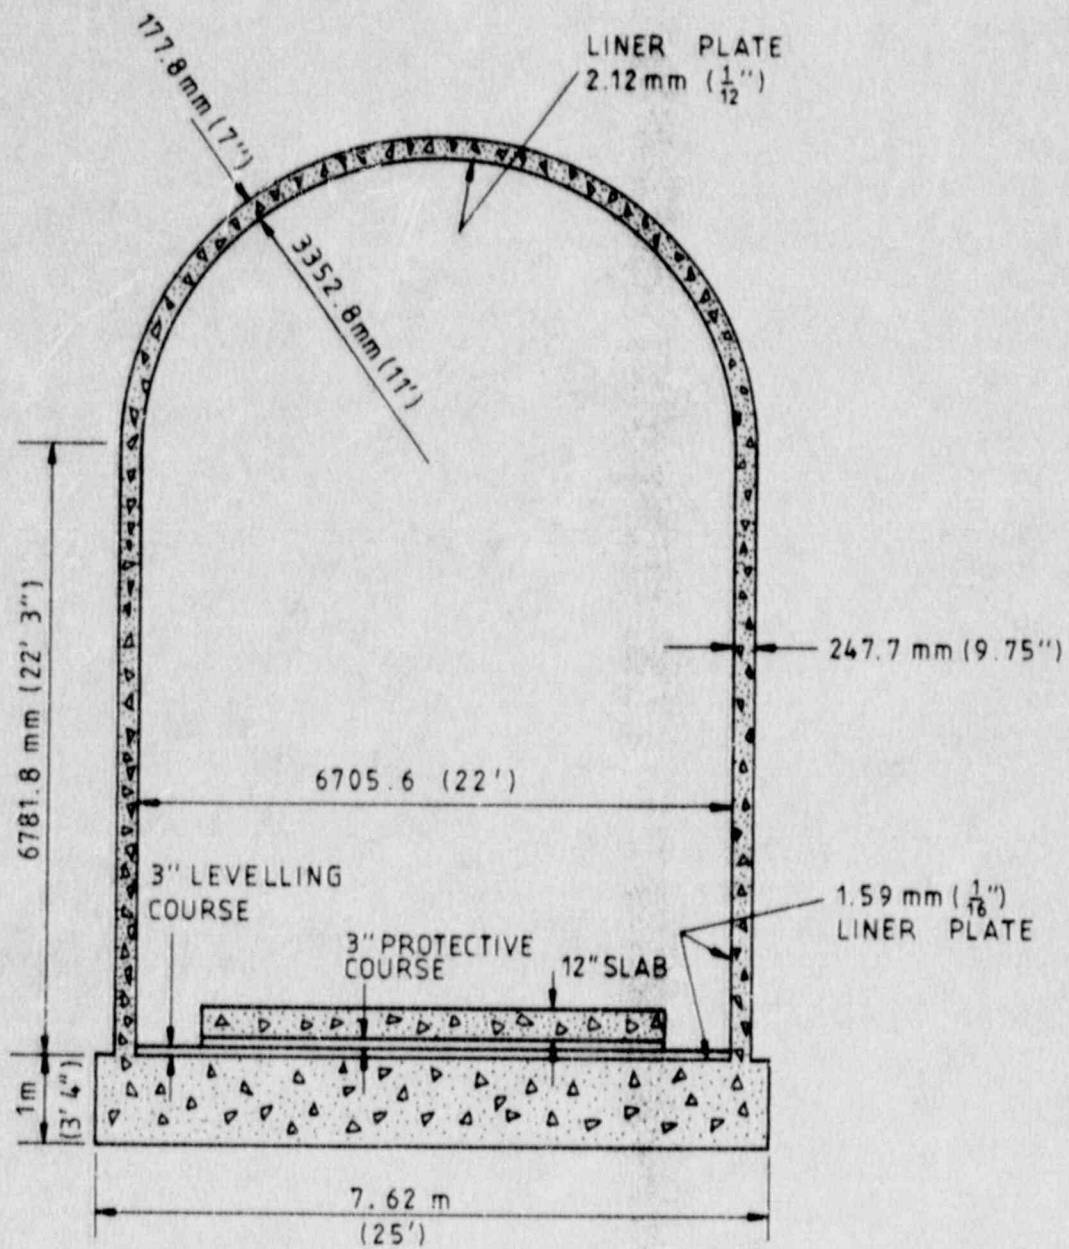 177.8mm (7")
LINER PLATE
2.12mm (1/12")
3352.8mm (11')
6781.8 mm (22' 3")
247.7 mm (9.75")
6705.6 (22')
3" LEVELLING
COURSE
3" PROTECTIVE
COURSE
12" SLAB
1.59 mm (1/16")
LINER PLATE
1m
(3' 4")
7.62 m
(25')